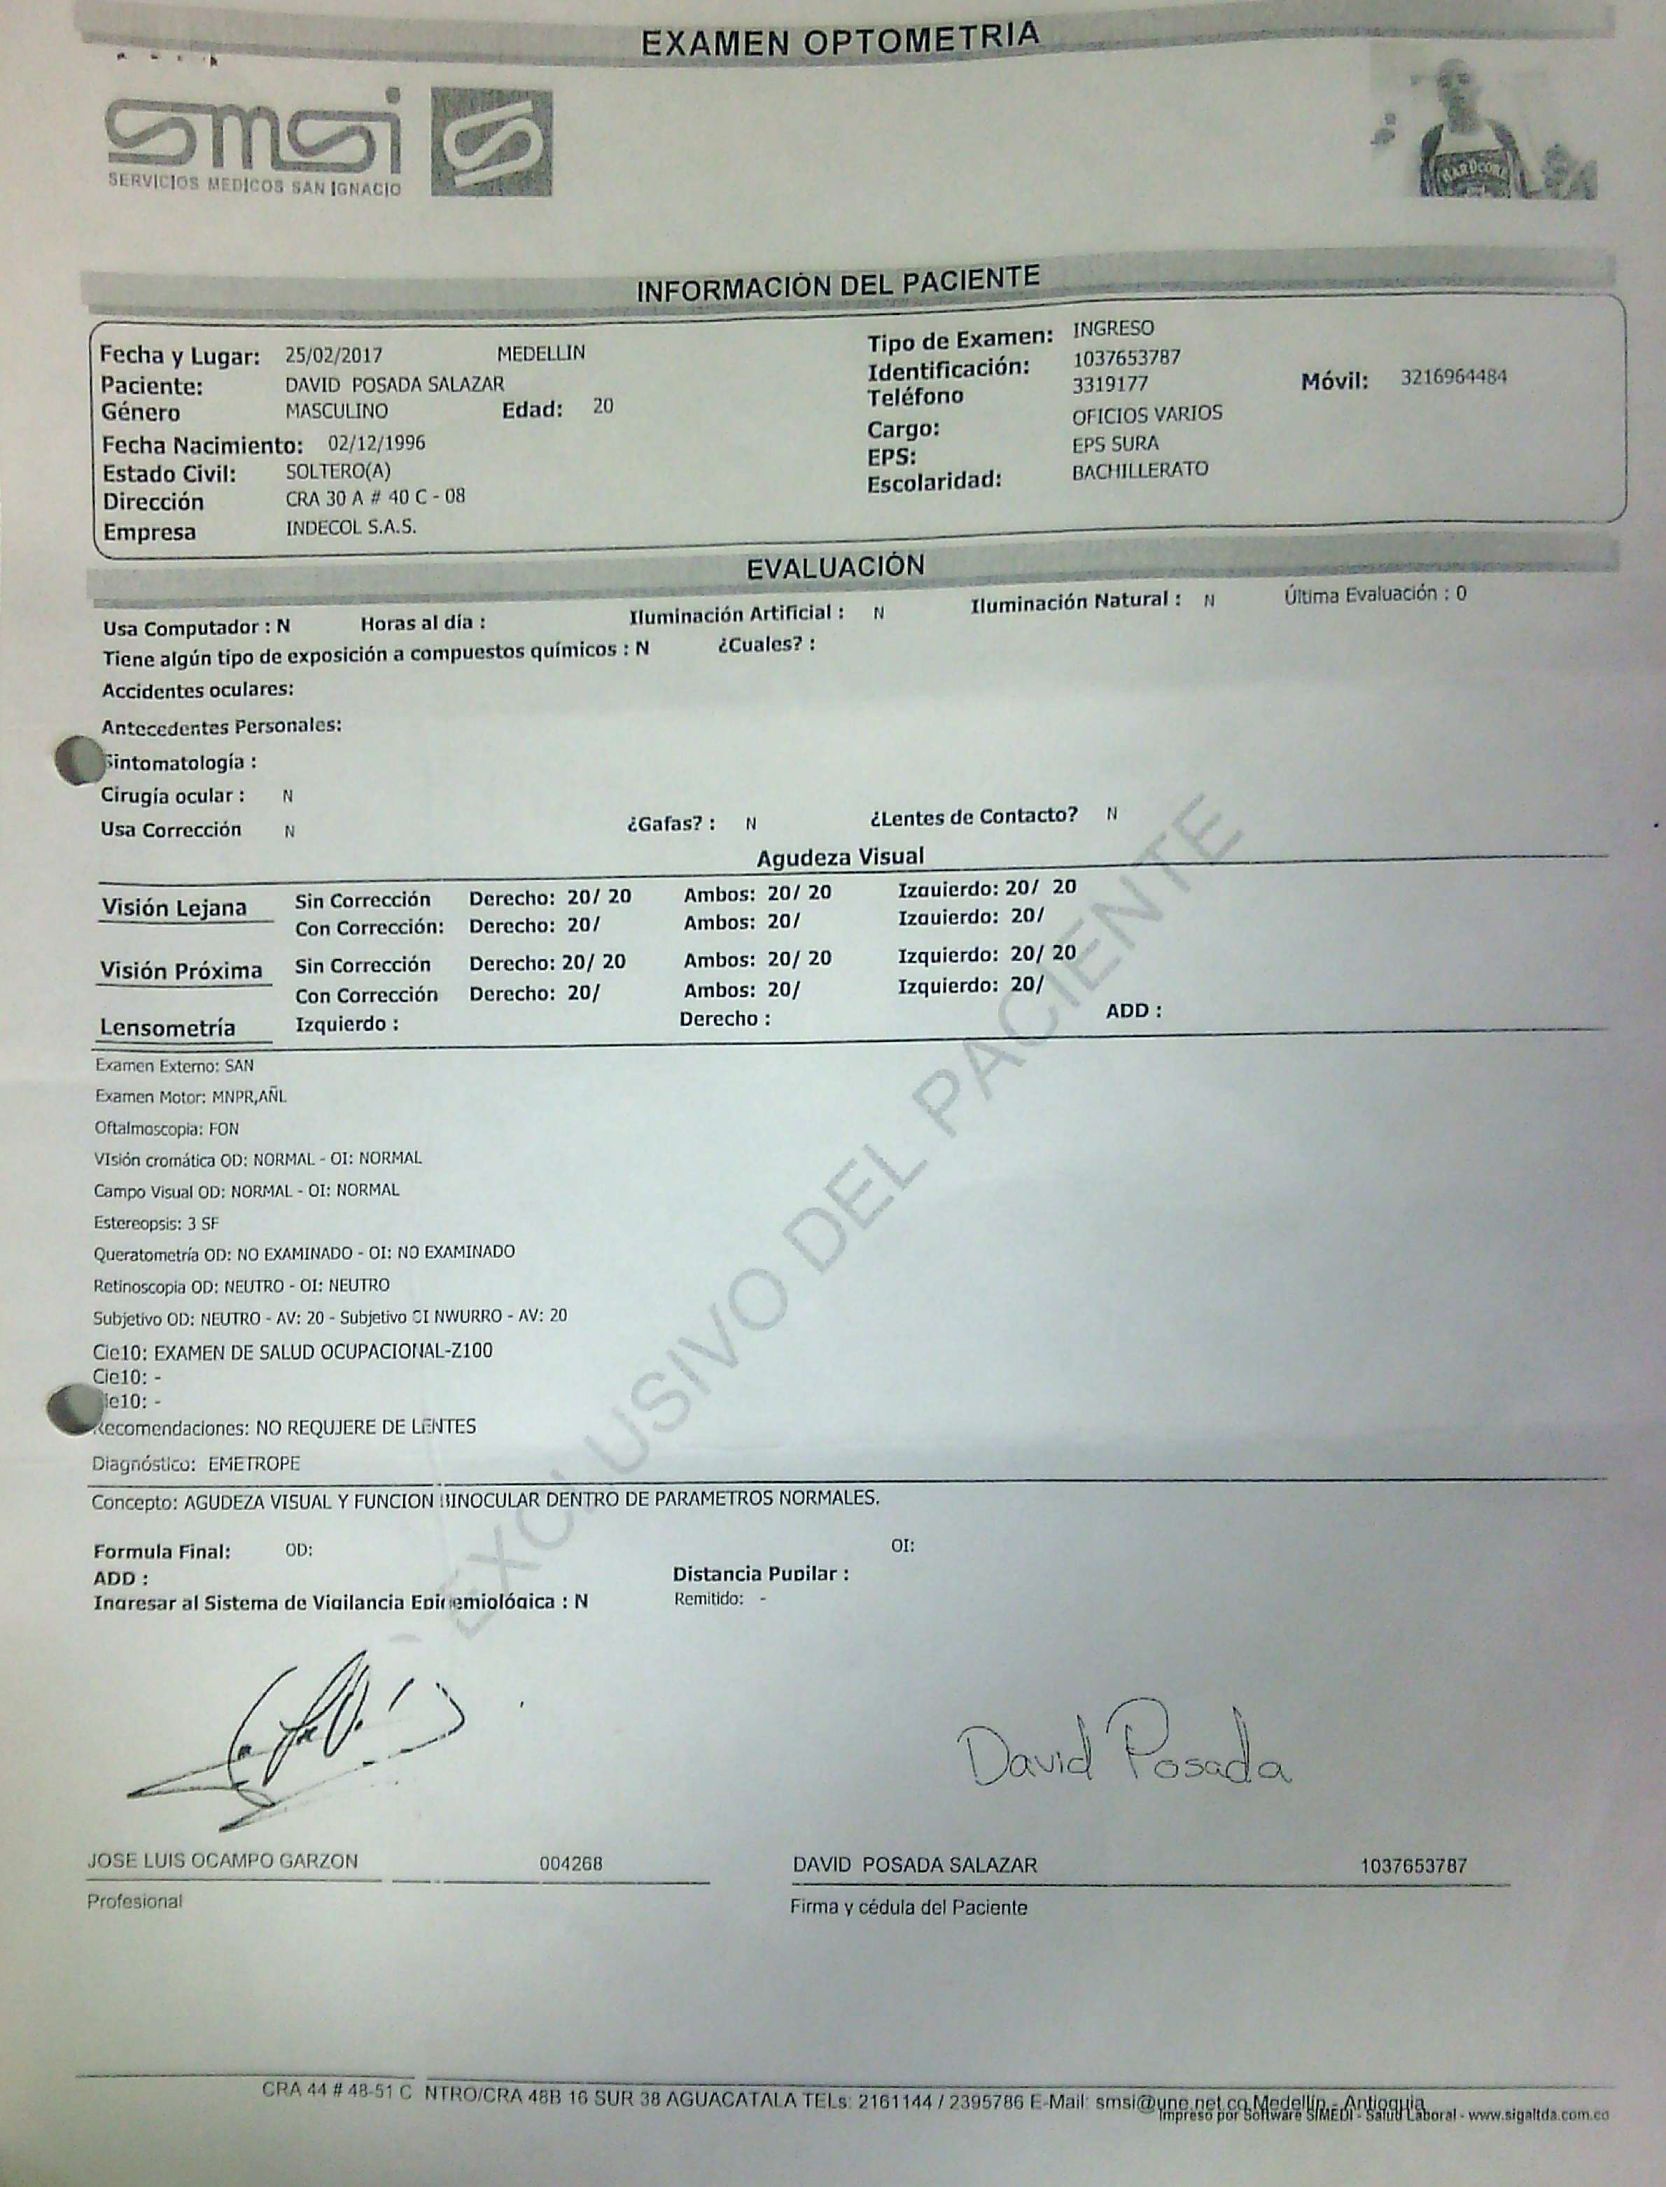 EXAMEN OPTOMETRIA
smsi
SERVICIOS MEDICOS SAN IGNACIO
HARDCORE
INFORMACIÓN DEL PACIENTE
Fecha y Lugar: 25/02/2017 MEDELLIN Tipo de Examen: INGRESO
Paciente: DAVID POSADA SALAZAR Identificación: 1037653787
Género MASCULINO Edad: 20 Teléfono 3319177 Móvil: 3216964484
Fecha Nacimiento: 02/12/1996 Cargo: OFICIOS VARIOS
Estado Civil: SOLTERO(A) EPS: EPS SURA
Dirección CRA 30 A # 40 C - 08 Escolaridad: BACHILLERATO
Empresa INDECOL S.A.S.
EVALUACIÓN
Usa Computador : N Horas al día : Iluminación Artificial : N Iluminación Natural : N Última Evaluación : 0
Tiene algún tipo de exposición a compuestos químicos : N ¿Cuales? :
Accidentes oculares:
Antecedentes Personales:
Sintomatología :
Cirugía ocular : N
Usa Corrección N ¿Gafas? : N ¿Lentes de Contacto? N
Agudeza Visual
Visión Lejana Sin Corrección Derecho: 20/ 20 Ambos: 20/ 20 Izquierdo: 20/ 20
Con Corrección: Derecho: 20/ Ambos: 20/ Izquierdo: 20/
Visión Próxima Sin Corrección Derecho: 20/ 20 Ambos: 20/ 20 Izquierdo: 20/ 20
Con Corrección Derecho: 20/ Ambos: 20/ Izquierdo: 20/
Lensometría Izquierdo : Derecho : ADD :
Examen Externo: SAN
Examen Motor: MNPR,AÑL
Oftalmoscopia: FON
VIsión cromática OD: NORMAL - OI: NORMAL
Campo Visual OD: NORMAL - OI: NORMAL
Estereopsis: 3 SF
Queratometría OD: NO EXAMINADO - OI: NO EXAMINADO
Retinoscopia OD: NEUTRO - OI: NEUTRO
Subjetivo OD: NEUTRO - AV: 20 - Subjetivo OI NWURRO - AV: 20
Cie10: EXAMEN DE SALUD OCUPACIONAL-Z100
Cie10: -
Cie10: -
Recomendaciones: NO REQUIERE DE LENTES
Diagnóstico: EMETROPE
Concepto: AGUDEZA VISUAL Y FUNCION BINOCULAR DENTRO DE PARAMETROS NORMALES.
Formula Final: OD: OI:
ADD : Distancia Pupilar :
Ingresar al Sistema de Vigilancia Epidemiológica : N Remitido: -
EXCLUSIVO DEL PACIENTE
David Posada
JOSE LUIS OCAMPO GARZON 004268 DAVID POSADA SALAZAR 1037653787
Profesional Firma y cédula del Paciente
CRA 44 # 48-51 C NTRO/CRA 48B 16 SUR 38 AGUACATALA TELs: 2161144 / 2395786 E-Mail: smsi@une.net.co Medellín - Antioquia
Impreso por Software SIMEDI - Salud Laboral - www.sigaltda.com.co